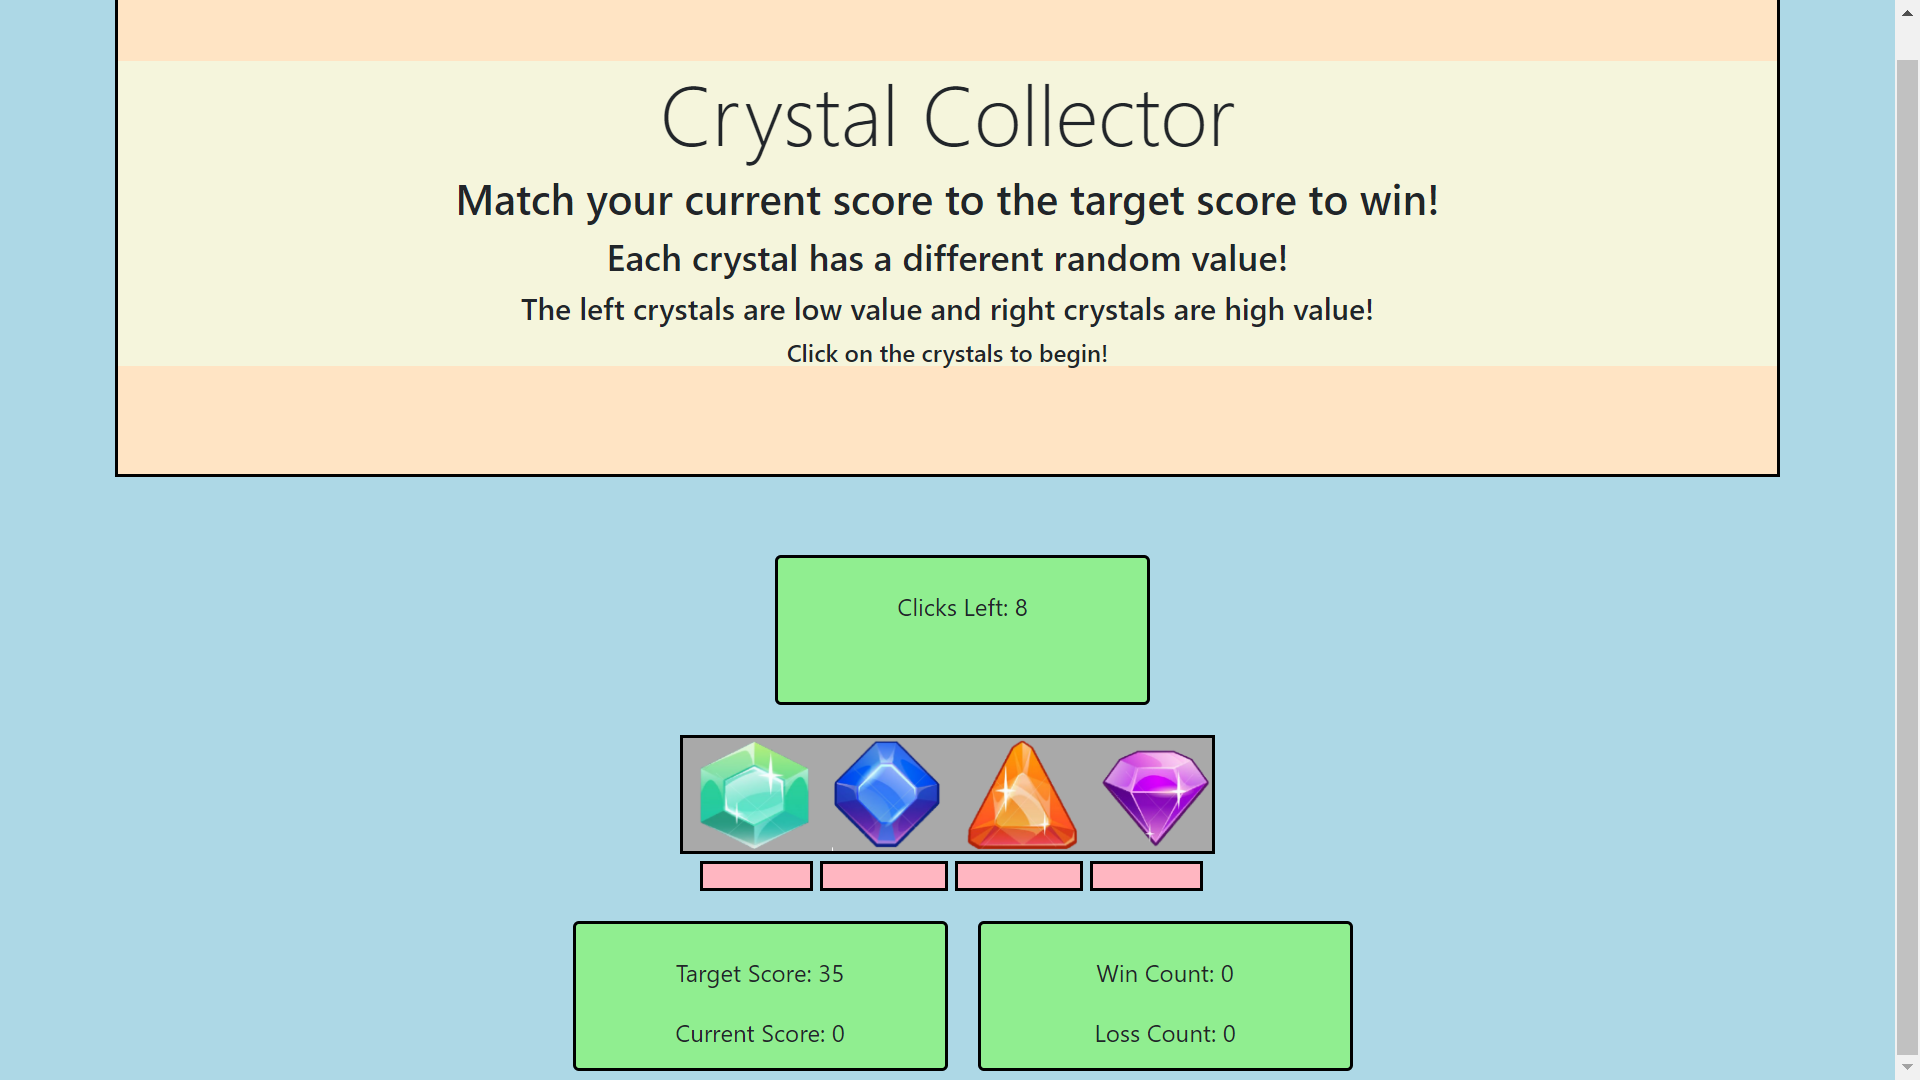 Crystal Collector
Match your current score to the target score to win!
Each crystal has a different random value!
The left crystals are low value and right crystals are high value!
Click on the crystals to begin!
Clicks Left: 8
Target Score: 35
Current Score: 0
Win Count: 0
Loss Count: 0